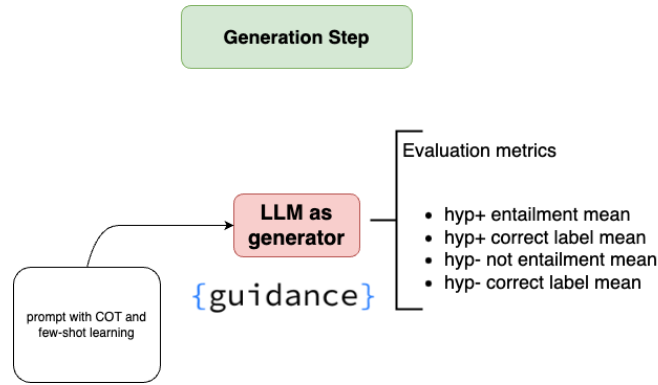 Generation Step
Evaluation metrics
LLM as
generator
• hyp+ entailment mean
• hyp+ correct label mean
• hyp- not entailment mean
• hyp- correct label mean
{guidance}
prompt with COT and
few-shot learning